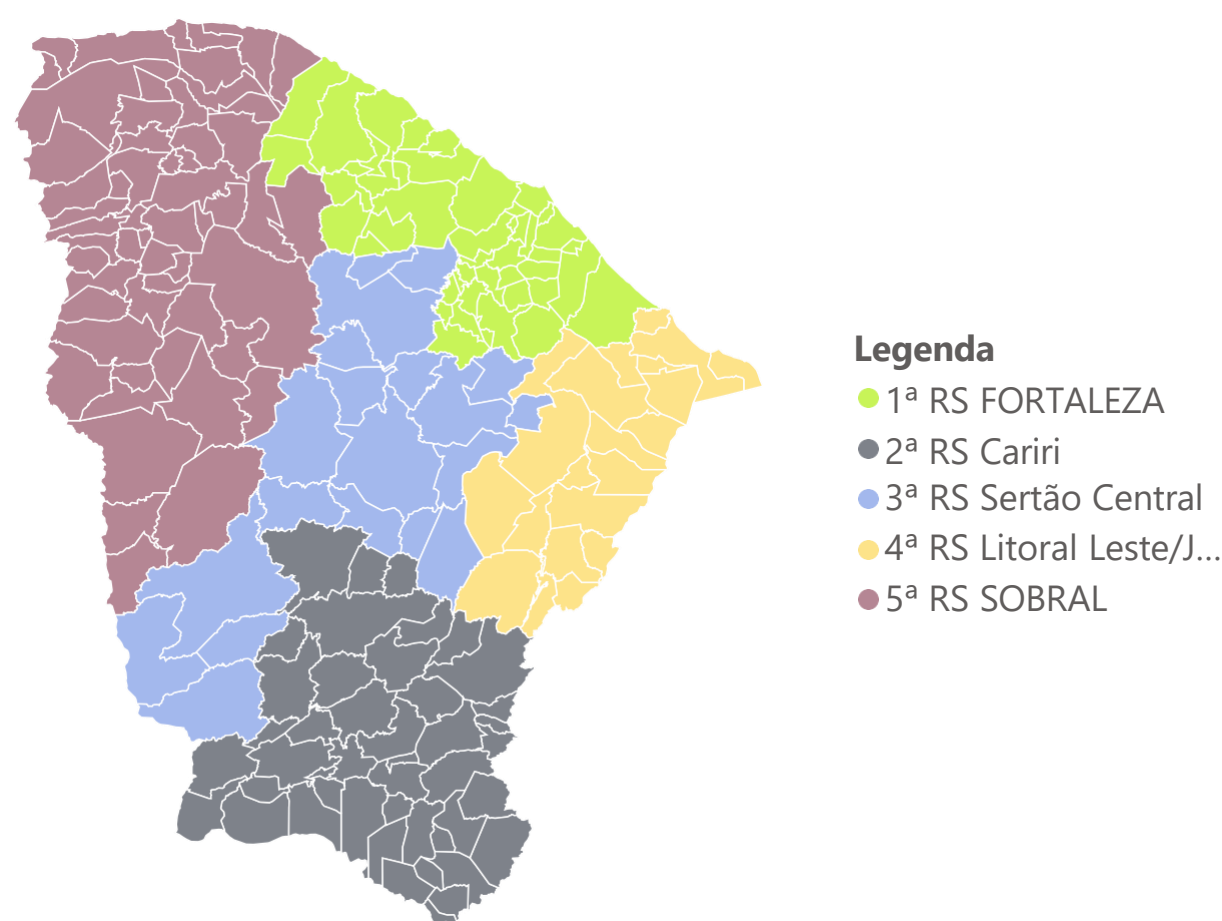 Legenda
1ª RS FORTALEZA
2ª RS Cariri
3ª RS Sertão Central
4ª RS Litoral Leste/J...
5ª RS SOBRAL